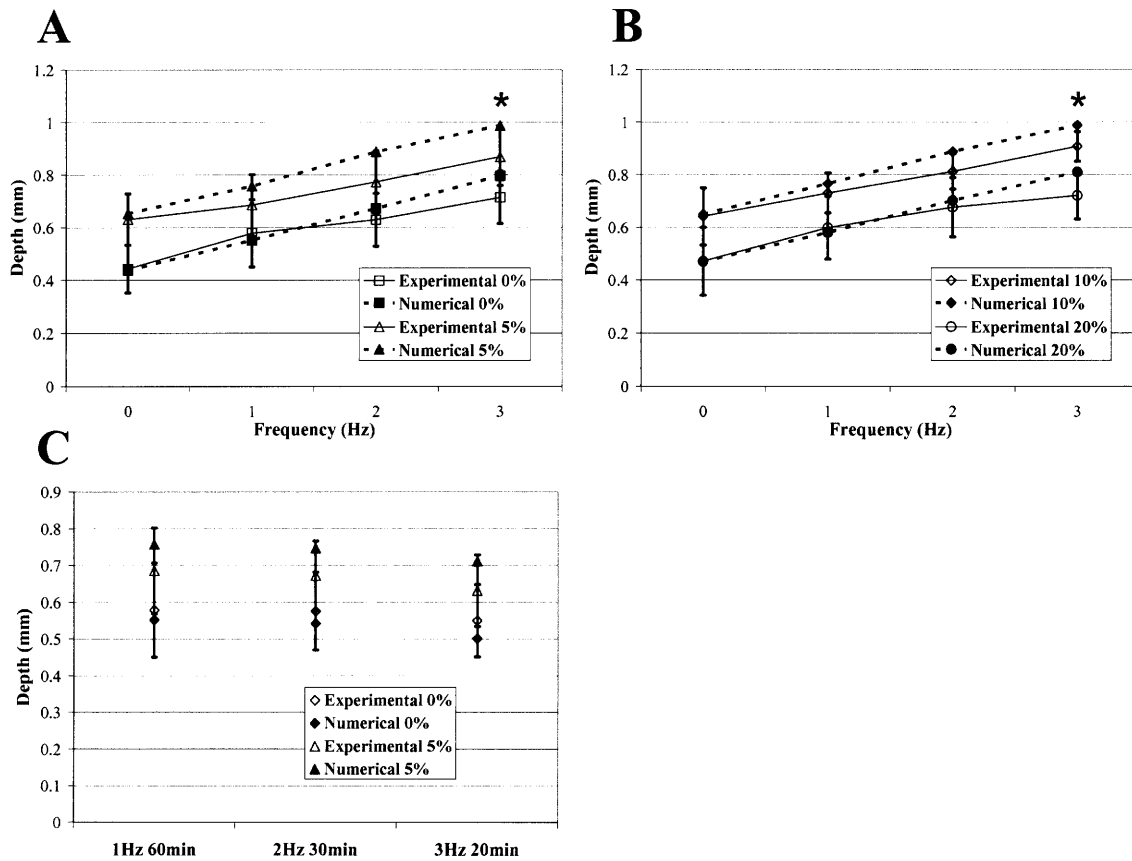 A
1.2
1
0.8
0.6
0.4
0.2
0
Depth (mm)
*
Experimental 0%
Numerical 0%
Experimental 5%
Numerical 5%
0 1 2 3
Frequency (Hz)
B
1.2
1
0.8
0.6
0.4
0.2
0
Depth (mm)
*
Experimental 10%
Numerical 10%
Experimental 20%
Numerical 20%
0 1 2 3
Frequency (Hz)
C
0.9
0.8
0.7
0.6
0.5
0.4
0.3
0.2
0.1
0
Depth (mm)
Experimental 0%
Numerical 0%
Experimental 5%
Numerical 5%
1Hz 60min 2Hz 30min 3Hz 20min